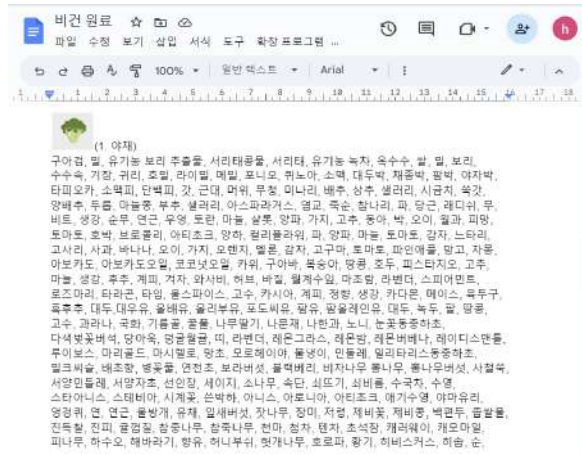 비건 원료
파일 수정 보기 삽입 서식 도구 확장 프로그램 ...
h
100% 일반 텍스트 Arial
1 1 2 3 4 5 6 7 8 9 10 11 12 13 14 15 16 17 18
(1. 야채)
구아검, 밀, 유기농 보리 추출물, 서리태콩물, 서리태, 유기농 녹차, 옥수수, 쌀, 밀, 보리,
수수속, 기장, 귀리, 호밀, 라이밀, 메밀, 포니오, 퀴노아, 소맥, 대두박, 채종박, 팜박, 야자박,
타피오카, 소맥피, 단백피, 갓, 근대, 머위, 무청, 미나리, 배추, 상추, 샐러리, 시금치, 쑥갓,
양배추, 두릅, 마늘쫑, 부추, 샐러리, 아스파라거스, 염교, 죽순, 참나리, 파, 당근, 래디쉬, 무,
비트, 생강, 순무, 연근, 우엉, 토란, 마늘, 샬롯, 양파, 가지, 고추, 동아, 박, 오이, 월과, 피망,
토마토, 호박, 브로콜리, 아티초크, 양하, 컬리플라워, 파, 양파, 마늘, 토마토, 감자, 느타리,
고사리, 사과, 바나나, 오이, 가지, 오렌지, 멜론, 감자, 고구마, 토마토, 파인애플, 망고, 자몽,
아보카도, 아보카도오일, 코코넛오일, 키위, 구아바, 복숭아, 땅콩, 호두, 피스타치오, 고추,
마늘, 생강, 후추, 계피, 겨자, 와사비, 허브, 바질, 월계수잎, 마조람, 라벤더, 스피어민트,
로즈마리, 타라곤, 타임, 올스파이스, 고수, 카시아, 계피, 정향, 생강, 카다몬, 메이스, 육두구,
흑후추, 대두,대우유, 올배유, 올리부유, 포도씨유, 팜유, 팜올레인유, 대두, 녹두, 팥, 땅콩,
고수, 과라나, 국화, 기름골, 꿀풀, 나무딸기, 나문재, 나한과, 노니, 눈꽃동충하초,
다색벚꽃버섯, 당아욱, 덩굴월귤, 띠, 라벤더, 레몬그라스, 레몬밤, 레몬버베나, 레이디스맨틀,
루이보스, 마리골드, 마시멜로, 망초, 모로헤이야, 물냉이, 민들레, 밀리타리스동충하초,
밀크씨슬, 배초향, 병꽃풀, 연천초, 보라버섯, 블랙베리, 비자나무 뽕나무, 뽕나무버섯, 사철쑥,
서양민들레, 서양자초, 선인장, 세이지, 소나무, 속단, 쇠뜨기, 쇠비름, 수국차, 수영,
스타아니스, 스테비아, 시계꽃, 쓴박하, 아니스, 아로니아, 아티초크, 애기수영, 야마유리,
엉겅퀴, 연, 연근, 올방개, 유채, 잎새버섯, 잣나무, 장미, 저령, 제비꽃, 제비콩, 백편두, 좁쌀풀,
진득찰, 진피, 귤껍질, 참중나무, 참죽나무, 천마, 첨차, 텐차, 초석잠, 캐러웨이, 캐모마일,
피나무, 하수오, 해바라기, 향유, 허니부쉬, 헛개나무, 호로파, 황기, 히비스커스, 히솝, 순,